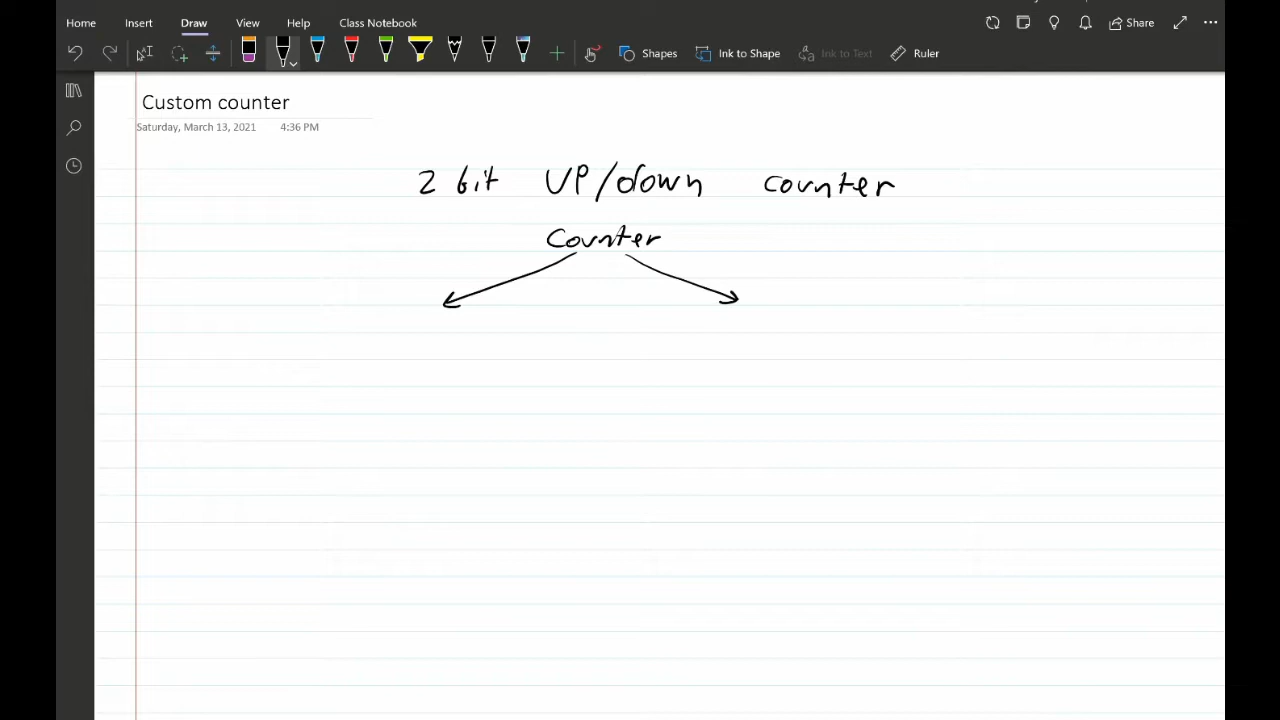 Home Insert Draw View Help Class Notebook Share
Shapes Ink to Shape Ink to Text Ruler
Custom counter
Saturday, March 13, 2021 4:36 PM
2 bit UP/down counter
Counter